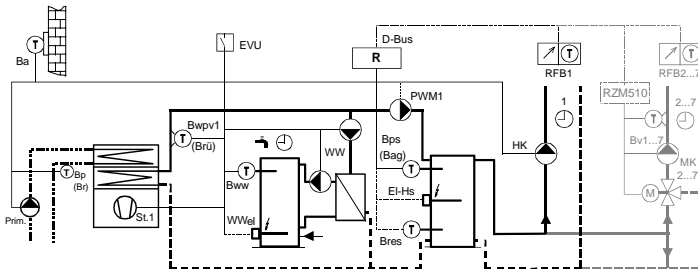 EVU
D-Bus
T
Ba
R
T
T
RFB1
RFB2...7
PWM1
RZM510
1
2...7
Bwpv1
T
(Brü)
Bps
(Bag)
T
Bv1...7
WW
HK
MK
T
Bp
(Br)
T
Bww
T
2...7
El-Hs
M
Prim.
St.1
WWel
T
Bres